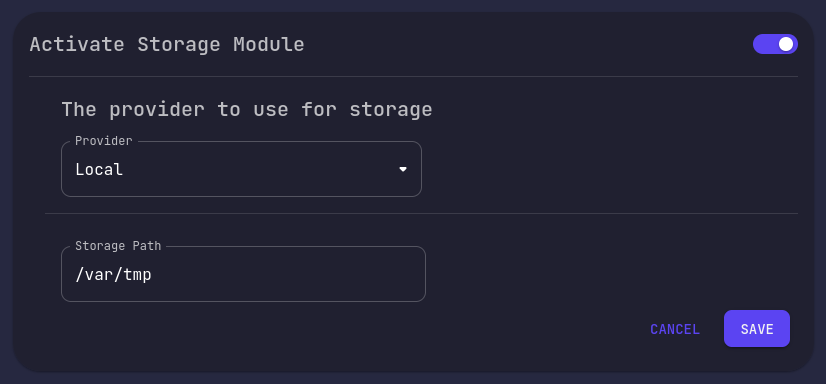 Activate Storage Module
The provider to use for storage
Provider
Local
Storage Path
/var/tmp
CANCEL SAVE